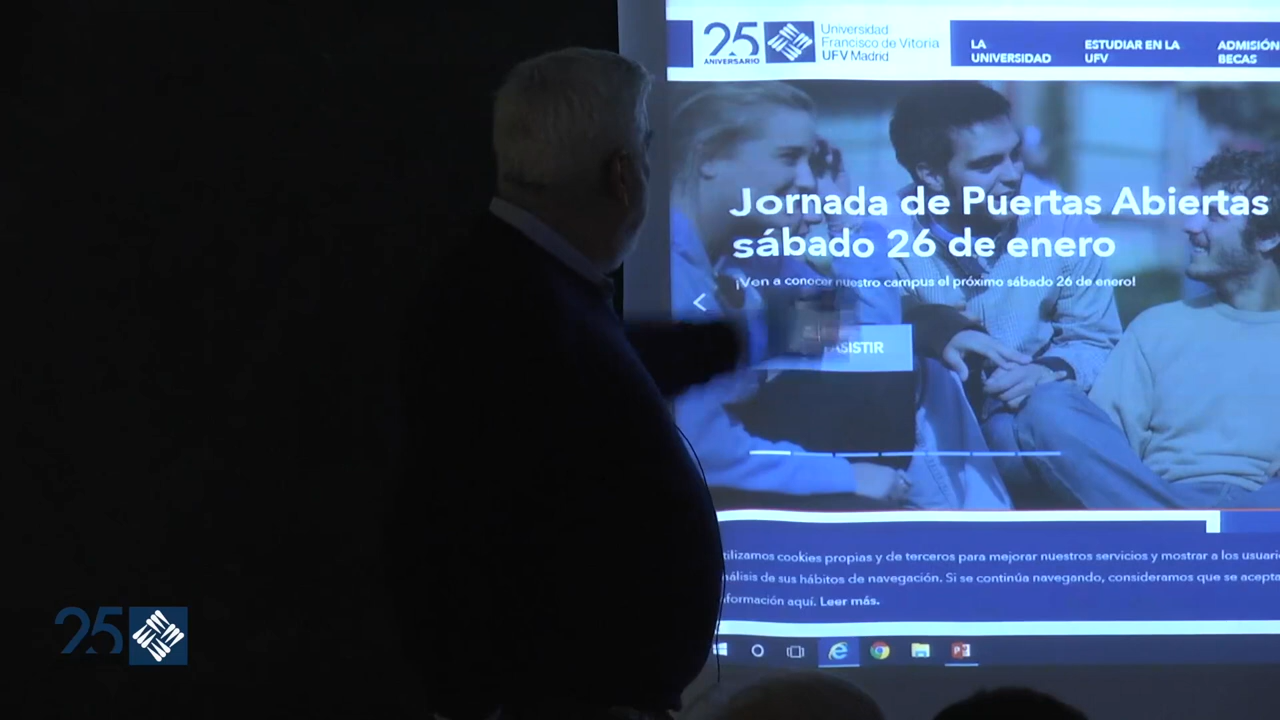 25
ANIVERSARIO
Universidad
Francisco de Vitoria
UFV Madrid
LA
UNIVERSIDAD
ESTUDIAR EN LA
UFV
ADMISIÓN
BECAS
Jornada de Puertas Abiertas
sábado 26 de enero
¡Ven a conocer nuestro campus el próximo sábado 26 de enero!
ASISTIR
tilizamos cookies propias y de terceros para mejorar nuestros servicios y mostrar a los usuari
nálisis de sus hábitos de navegación. Si se continúa navegando, consideramos que se acepta
formación aquí. Leer más.
25